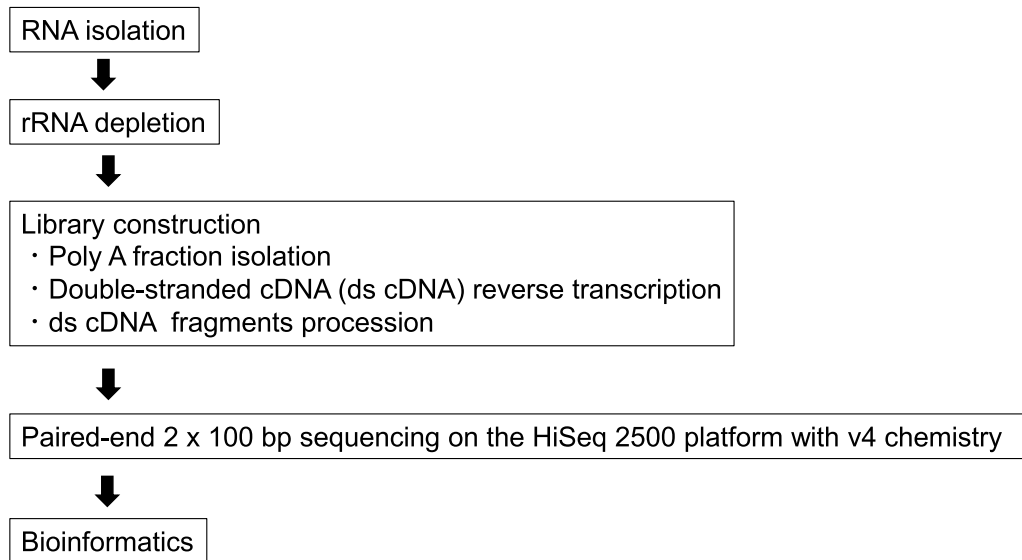 RNA isolation
rRNA depletion
Library construction
・Poly A fraction isolation
・Double-stranded cDNA (ds cDNA) reverse transcription
・ds cDNA  fragments procession
Paired-end 2 x 100 bp sequencing on the HiSeq 2500 platform with v4 chemistry
Bioinformatics